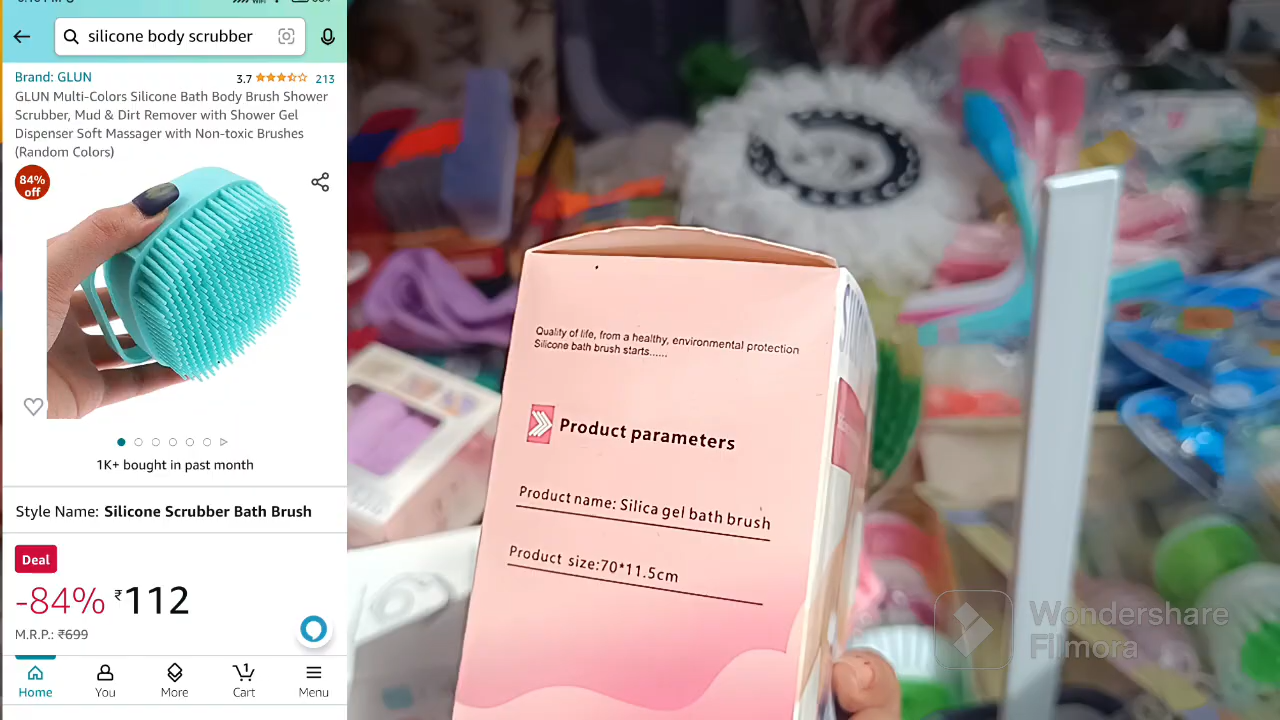 silicone body scrubber
Brand: GLUN
3.7
213
GLUN Multi-Colors Silicone Bath Body Brush Shower
Scrubber, Mud & Dirt Remover with Shower Gel
Dispenser Soft Massager with Non-toxic Brushes
(Random Colors)
84%
off
1K+ bought in past month
Style Name: Silicone Scrubber Bath Brush
Deal
-84% ₹112
M.R.P.: ₹699
Home
You
More
1
Cart
Menu
Quality of life, from a healthy, environmental protection
Silicone bath brush starts......
Product parameters
Product name: Silica gel bath brush
Product size:70*11.5cm
Wondershare
Filmora